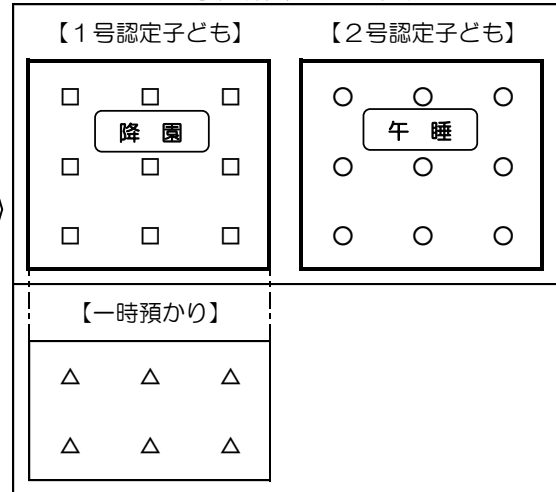 【1号認定子ども】
【2号認定子ども】
□ □ □
降 園
□ □ □
□ □ □
○ ○ ○
午 睡
○ ○ ○
○ ○ ○
【一時預かり】
△ △ △
△ △ △